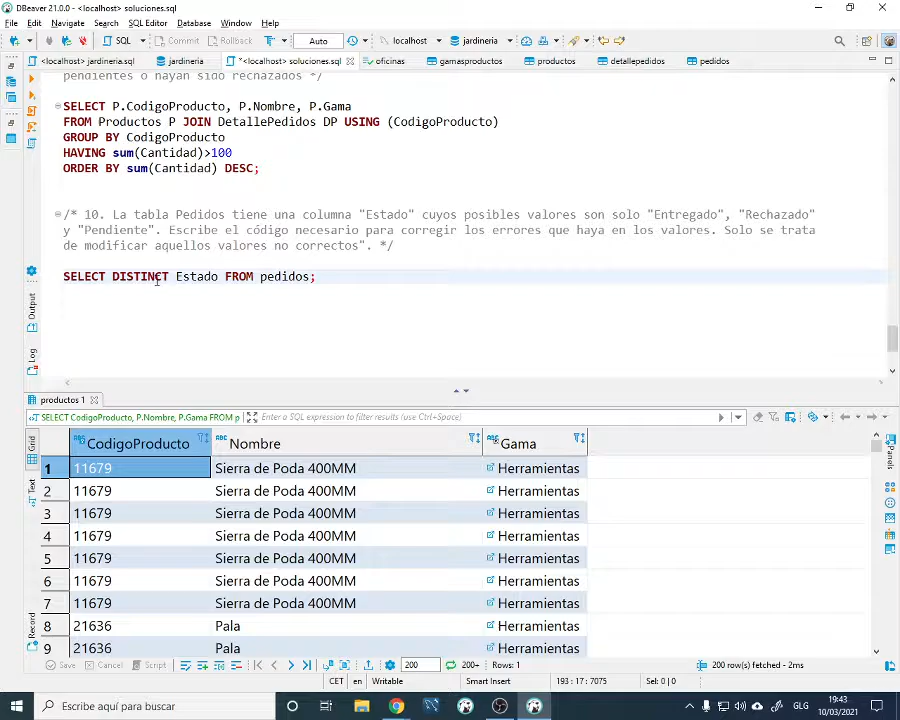 DBeaver 21.0.0 - <localhost> soluciones.sql
File Edit Navigate Search SQL Editor Database Window Help
SQL Commit Rollback Auto localhost jardineria
<localhost> jardineria.sql jardineria *<localhost> soluciones.sql oficinas gamasproductos productos detallepedidos pedidos
pendientes o hayan sido rechazados */
SELECT P.CodigoProducto, P.Nombre, P.Gama
FROM Productos P JOIN DetallePedidos DP USING (CodigoProducto)
GROUP BY CodigoProducto
HAVING sum(Cantidad)>100
ORDER BY sum(Cantidad) DESC;
/* 10. La tabla Pedidos tiene una columna "Estado" cuyos posibles valores son solo "Entregado", "Rechazado"
y "Pendiente". Escribe el código necesario para corregir los errores que haya en los valores. Solo se trata
de modificar aquellos valores no correctos". */
SELECT DISTINCT Estado FROM pedidos;
Output
Log
productos 1
SELECT CodigoProducto, P.Nombre, P.Gama FROM p Enter a SQL expression to filter results (use Ctrl+Space)
Grid
Text
Record
Panels
CodigoProducto Nombre Gama
1 11679 Sierra de Poda 400MM Herramientas
2 11679 Sierra de Poda 400MM Herramientas
3 11679 Sierra de Poda 400MM Herramientas
4 11679 Sierra de Poda 400MM Herramientas
5 11679 Sierra de Poda 400MM Herramientas
6 11679 Sierra de Poda 400MM Herramientas
7 11679 Sierra de Poda 400MM Herramientas
8 21636 Pala Herramientas
9 21636 Pala Herramientas
Save Cancel Script 200 200+ Rows: 1 200 row(s) fetched - 2ms
CET en Writable Smart Insert 193 : 17 : 7075 Sel: 0 | 0
Escribe aquí para buscar GLG 19:43
10/03/2021